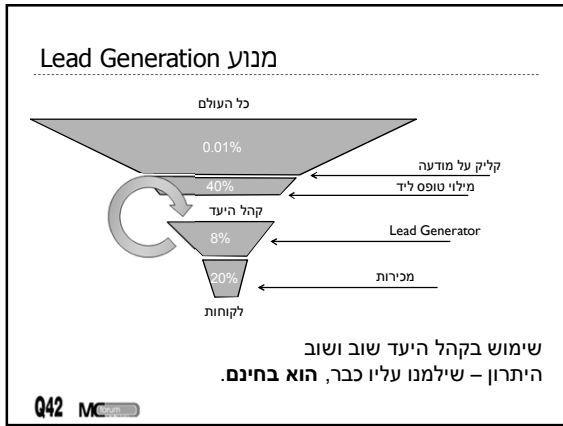 מנוע Lead Generation
כל העולם
0.01%
קליק על מודעה
40%
מילוי טופס ליד
קהל היעד
8%
Lead Generator
20%
מכירות
לקוחות
שימוש בקהל היעד שוב ושוב
היתרון – שילמנו עליו כבר, הוא בחינם.
Q42 MC forum